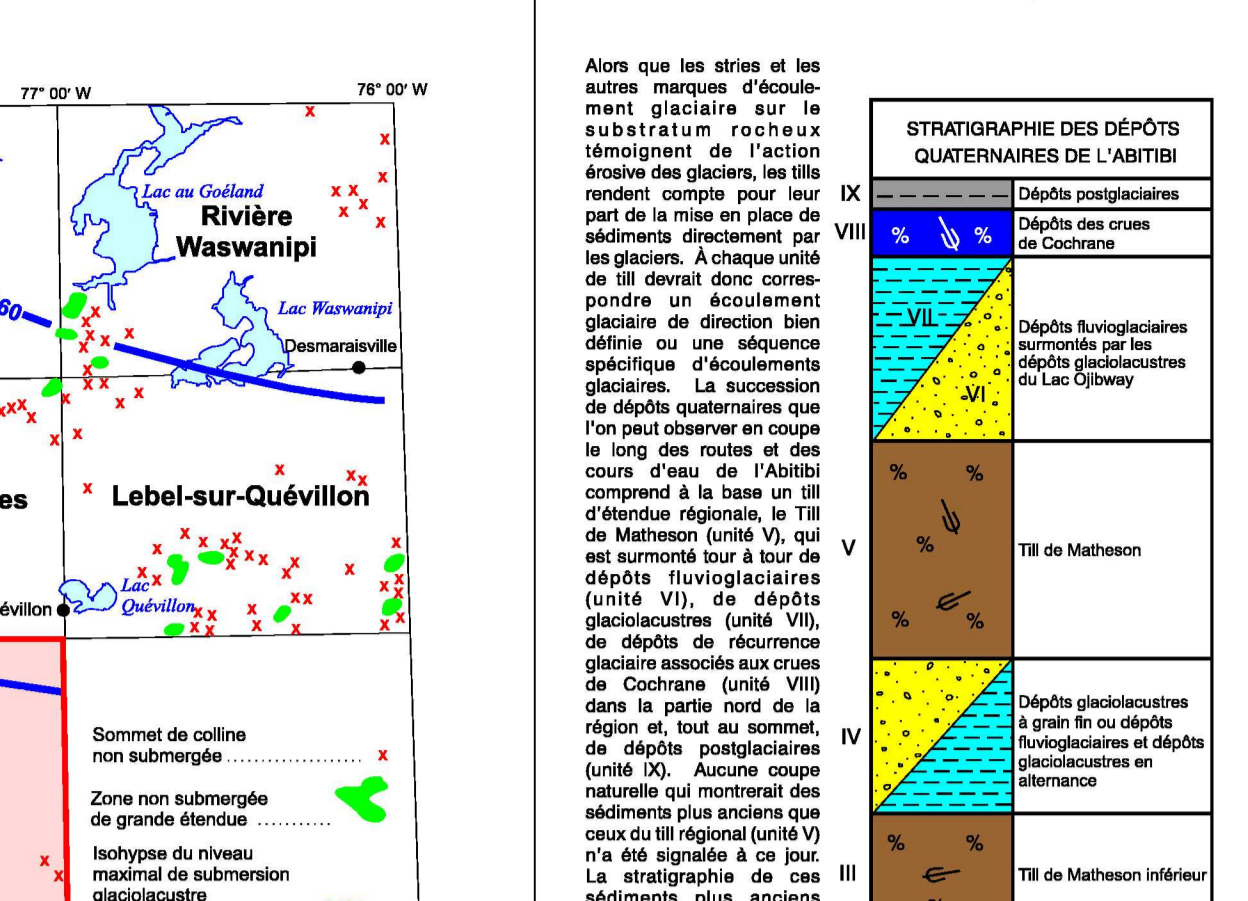 77° 00' W
76° 00' W
Lac au Goéland
Rivière
Waswanipi
60
Lac Waswanipi
Desmaraisville
es
Lebel-sur-Quévillon
Lac
Quévillon
évillon
Sommet de colline
non submergée
Zone non submergée
de grande étendue
Isohypse du niveau
maximal de submersion
glaciolacustre
Alors que les stries et les
autres marques d'écoule-
ment glaciaire sur le
substratum rocheux
témoignent de l'action
érosive des glaciers, les tills
rendent compte pour leur
part de la mise en place de
sédiments directement par
les glaciers. À chaque unité
de till devrait donc corres-
pondre un écoulement
glaciaire de direction bien
définie ou une séquence
spécifique d'écoulements
glaciaires. La succession
de dépôts quaternaires que
l'on peut observer en coupe
le long des routes et des
cours d'eau de l'Abitibi
comprend à la base un till
d'étendue régionale, le Till
de Matheson (unité V), qui
est surmonté tour à tour de
dépôts fluvioglaciaires
(unité VI), de dépôts
glaciolacustres (unité VII),
de dépôts de récurrence
glaciaire associés aux crues
de Cochrane (unité VIII)
dans la partie nord de la
région et, tout au sommet,
de dépôts postglaciaires
(unité IX). Aucune coupe
naturelle qui montrerait des
sédiments plus anciens que
ceux du till régional (unité V)
n'a été signalée à ce jour.
La stratigraphie de ces
sédiments plus anciens
STRATIGRAPHIE DES DÉPÔTS
QUATERNAIRES DE L'ABITIBI
IX
Dépôts postglaciaires
VIII
Dépôts des crues
de Cochrane
VII
VI
Dépôts fluvioglaciaires
surmontés par les
dépôts glaciolacustres
du Lac Ojibway
V
Till de Matheson
IV
Dépôts glaciolacustres
à grain fin ou dépôts
fluvioglaciaires et dépôts
glaciolacustres en
alternance
III
Till de Matheson inférieur